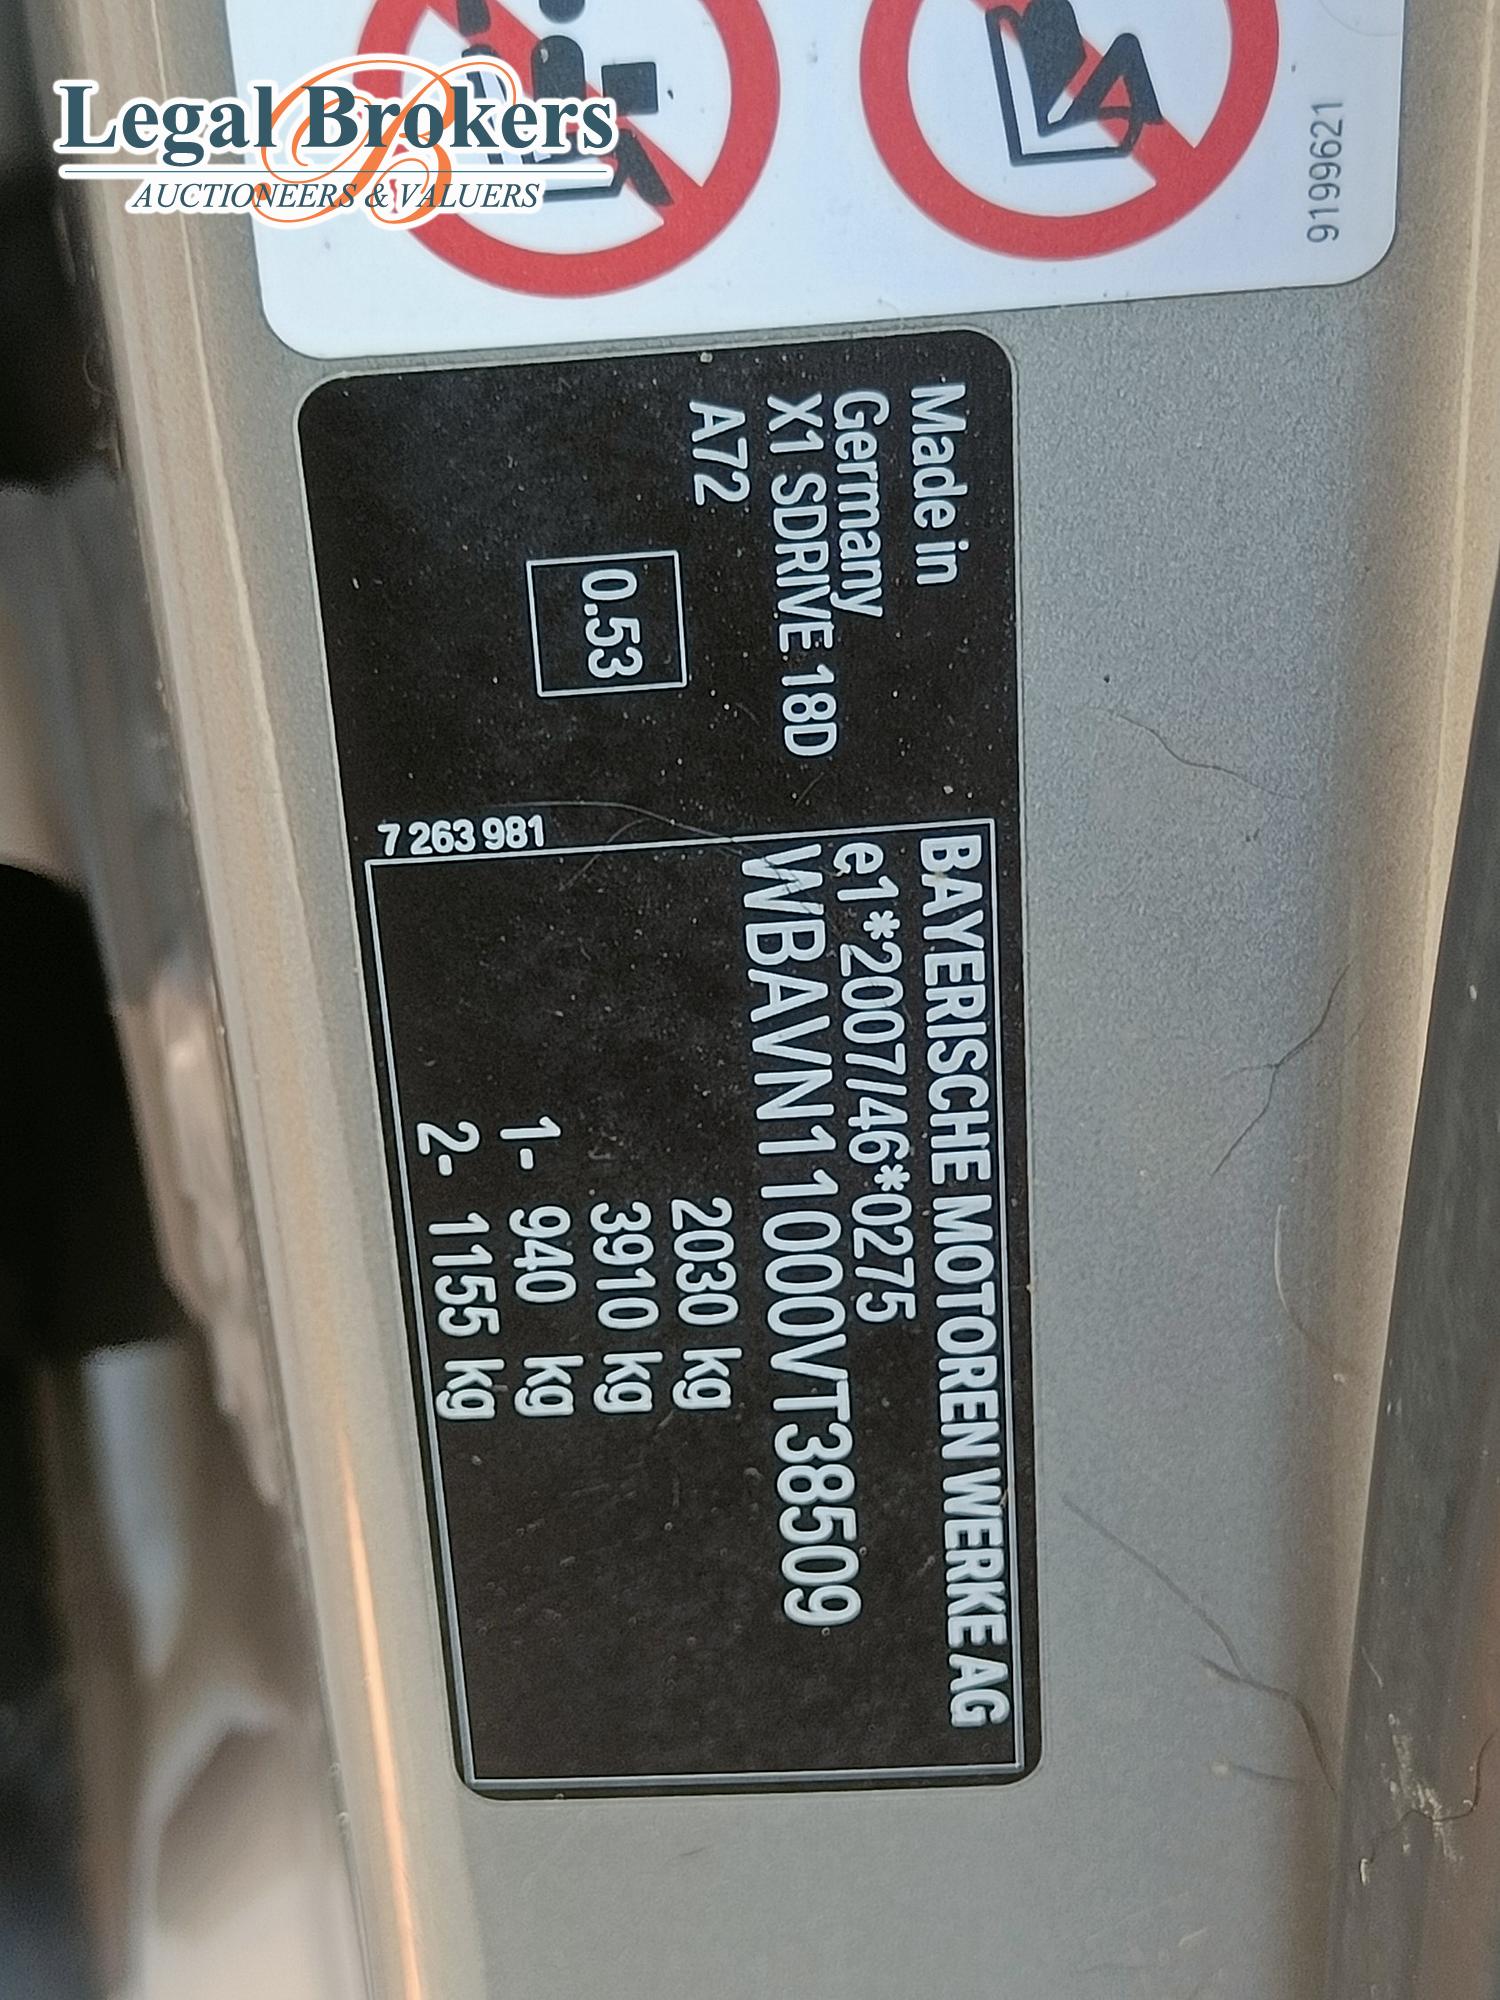 Legal Brokers
AUCTIONEERS & VALUERS
9199621
Made in
Germany
X1 SDRIVE 18D
A72
0.53
7 263 981
BAYERISCHE MOTOREN WERKE AG
e1*2007/46*0275
WBAVN11000VT38509
2030 kg
3910 kg
1- 940 kg
2- 1155 kg